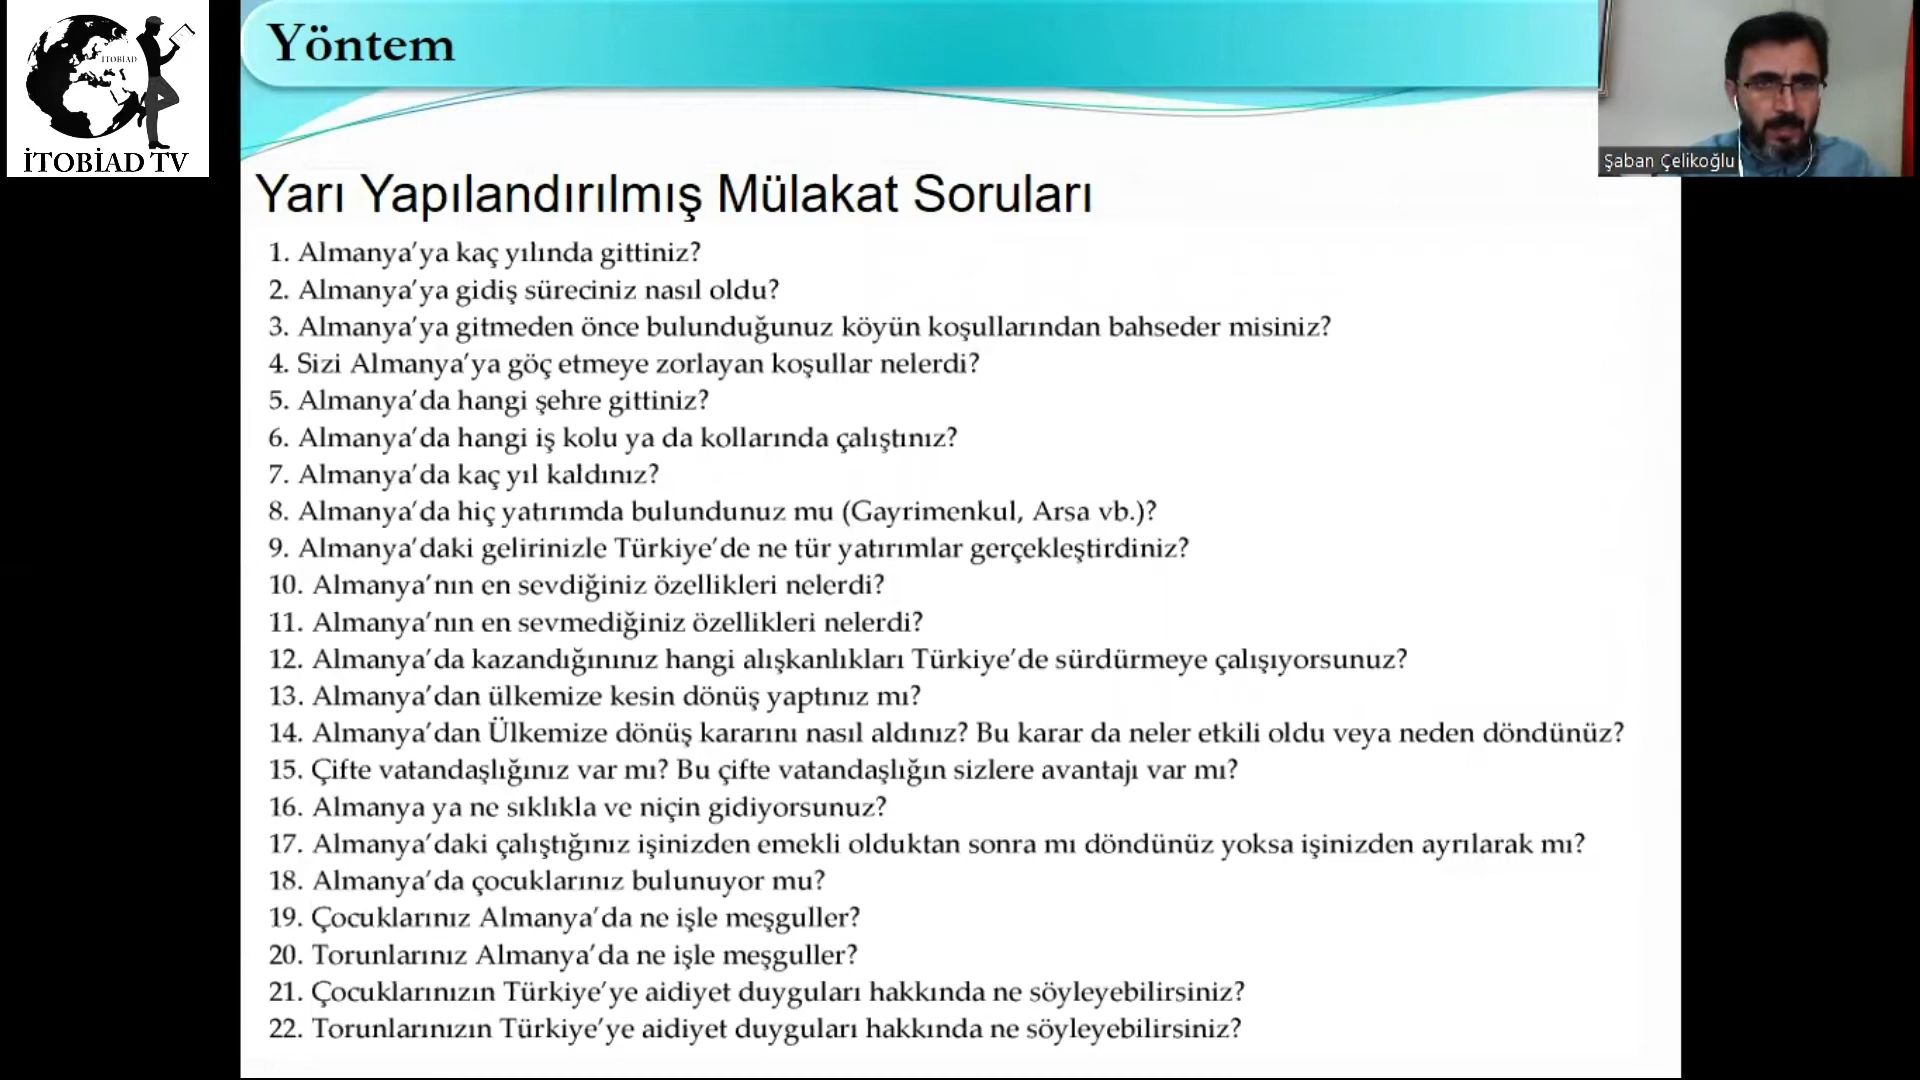 Yöntem
İTOBİAD
İTOBİAD TV
Şaban Çelikoğlu
Yarı Yapılandırılmış Mülakat Soruları
1. Almanya'ya kaç yılında gittiniz?
2. Almanya'ya gidiş süreciniz nasıl oldu?
3. Almanya'ya gitmeden önce bulunduğunuz köyün koşullarından bahseder misiniz?
4. Sizi Almanya'ya göç etmeye zorlayan koşullar nelerdi?
5. Almanya'da hangi şehre gittiniz?
6. Almanya'da hangi iş kolu ya da kollarında çalıştınız?
7. Almanya'da kaç yıl kaldınız?
8. Almanya'da hiç yatırımda bulundunuz mu (Gayrimenkul, Arsa vb.)?
9. Almanya'daki gelirinizle Türkiye'de ne tür yatırımlar gerçekleştirdiniz?
10. Almanya'nın en sevdiğiniz özellikleri nelerdi?
11. Almanya'nın en sevmediğiniz özellikleri nelerdi?
12. Almanya'da kazandığınınız hangi alışkanlıkları Türkiye'de sürdürmeye çalışıyorsunuz?
13. Almanya'dan ülkemize kesin dönüş yaptınız mı?
14. Almanya'dan Ülkemize dönüş kararını nasıl aldınız? Bu karar da neler etkili oldu veya neden döndünüz?
15. Çifte vatandaşlığınız var mı? Bu çifte vatandaşlığın sizlere avantajı var mı?
16. Almanya ya ne sıklıkla ve niçin gidiyorsunuz?
17. Almanya'daki çalıştığınız işinizden emekli olduktan sonra mı döndünüz yoksa işinizden ayrılarak mı?
18. Almanya'da çocuklarınız bulunuyor mu?
19. Çocuklarınız Almanya'da ne işle meşguller?
20. Torunlarınız Almanya'da ne işle meşguller?
21. Çocuklarınızın Türkiye'ye aidiyet duyguları hakkında ne söyleyebilirsiniz?
22. Torunlarınızın Türkiye'ye aidiyet duyguları hakkında ne söyleyebilirsiniz?